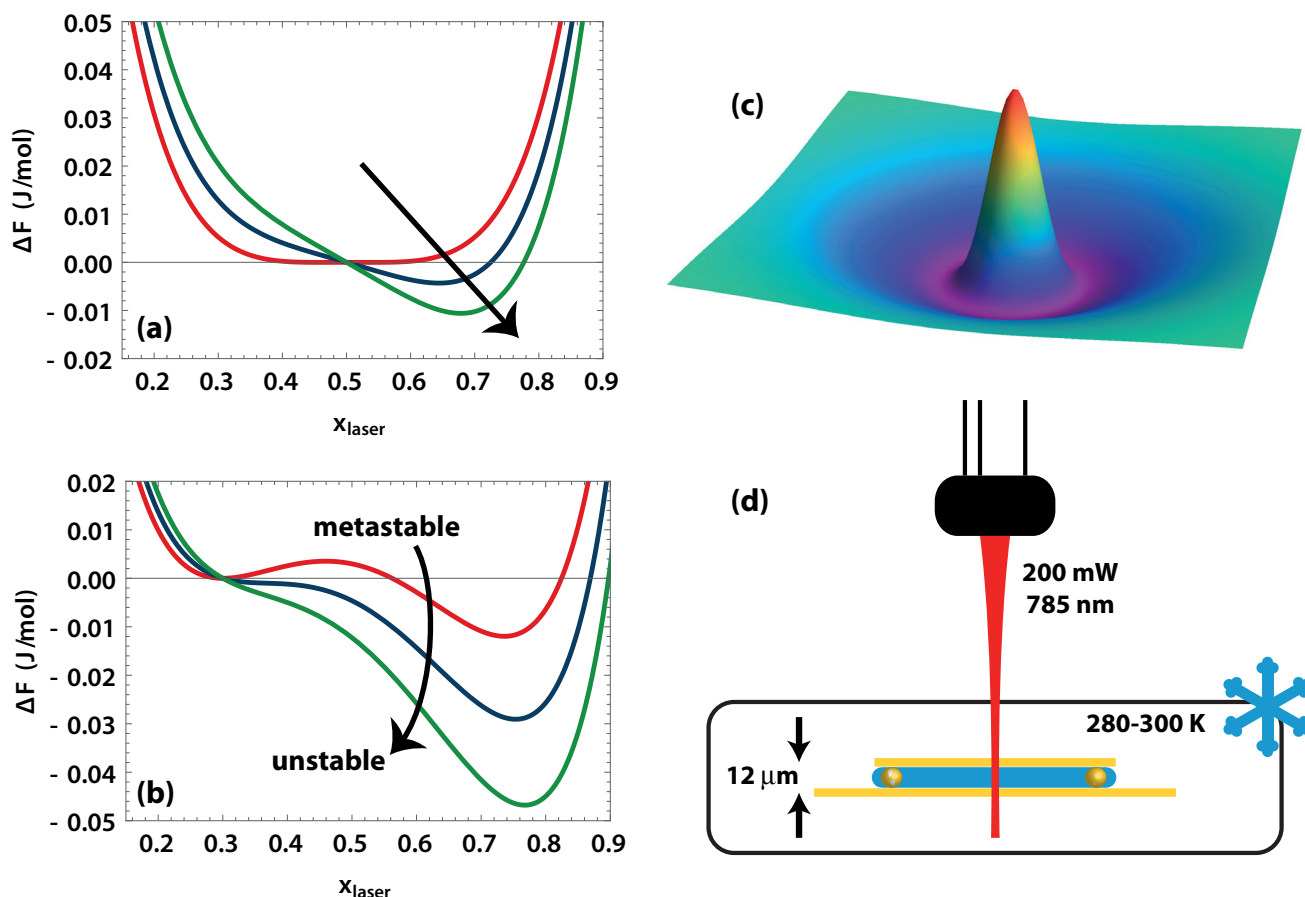 0.05
0.04
0.03
0.02
0.01
0.00
- 0.01
- 0.02
ΔF (J/mol)
(a)
0.2 0.3 0.4 0.5 0.6 0.7 0.8 0.9
x_laser
0.02
0.01
0.00
- 0.01
- 0.02
- 0.03
- 0.04
- 0.05
ΔF (J/mol)
metastable
unstable
(b)
0.2 0.3 0.4 0.5 0.6 0.7 0.8 0.9
x_laser
(c)
(d)
200 mW
785 nm
280-300 K
12 μm